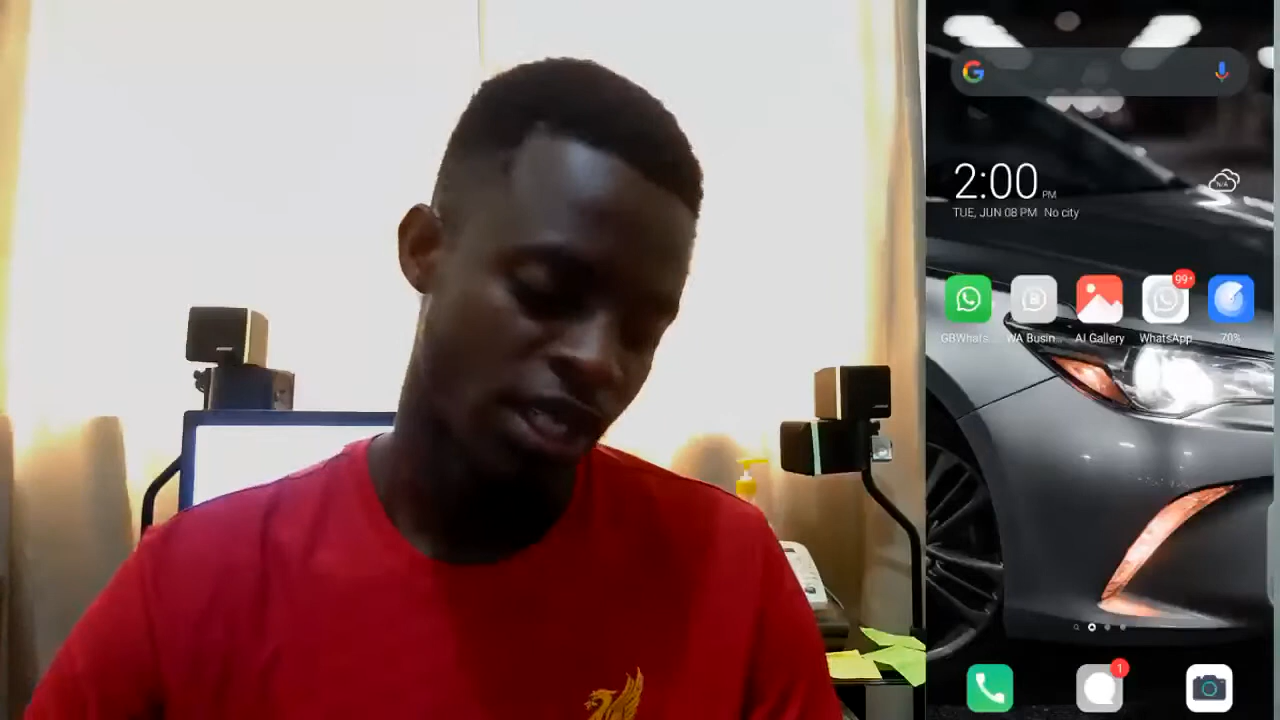 2:00 PM
TUE, JUN 08 PM No city
N/A
99+
GBWhats..
WA Busin...
AI Gallery
WhatsApp
70%
1